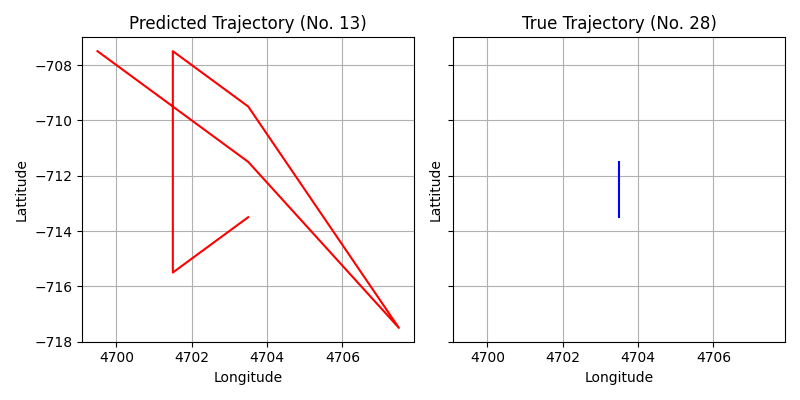 Predicted Trajectory (No. 13)
True Trajectory (No. 28)
−708
−710
−712
−714
−716
−718
Lattitude
Lattitude
4700 4702 4704 4706
4700 4702 4704 4706
Longitude
Longitude